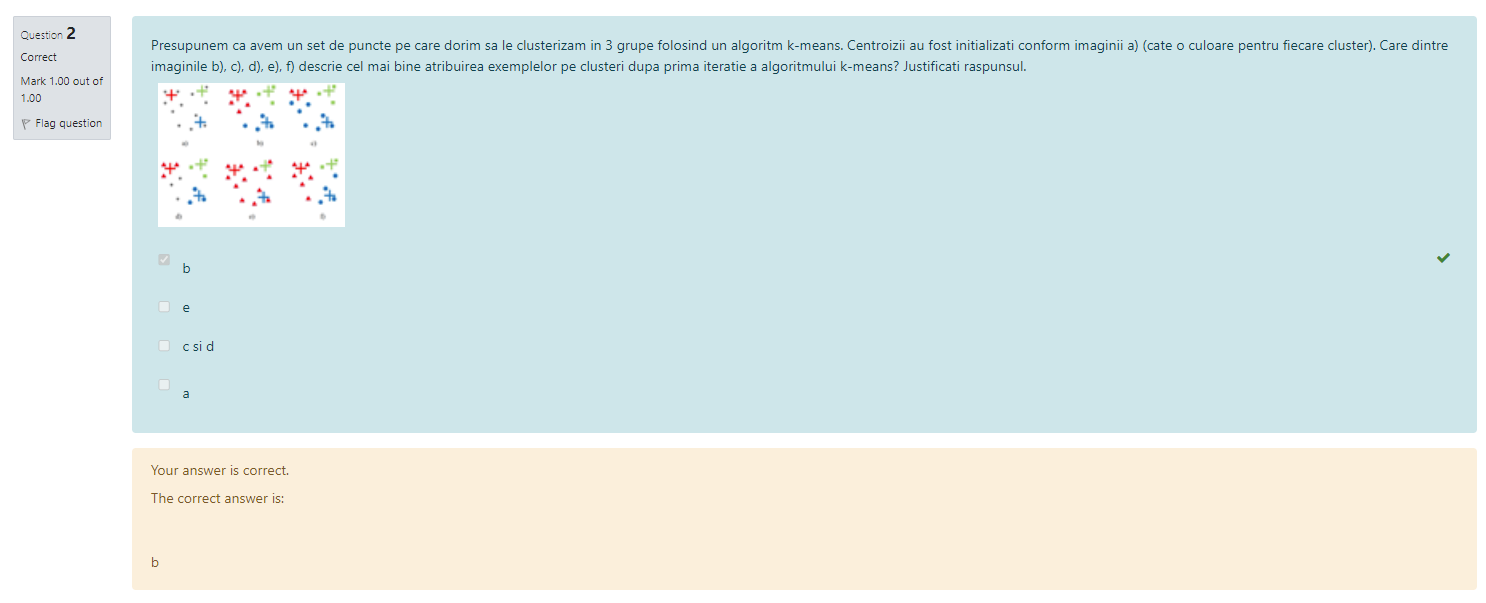 Question 2
Correct
Mark 1.00 out of
1.00
Flag question
Presupunem ca avem un set de puncte pe care dorim sa le clusterizam in 3 grupe folosind un algoritm k-means. Centroizii au fost initializati conform imaginii a) (cate o culoare pentru fiecare cluster). Care dintre
imaginile b), c), d), e), f) descrie cel mai bine atribuirea exemplelor pe clusteri dupa prima iteratie a algoritmului k-means? Justificati raspunsul.
a) b) c)
d) e) f)
b
e
c si d
a
Your answer is correct.
The correct answer is:
b